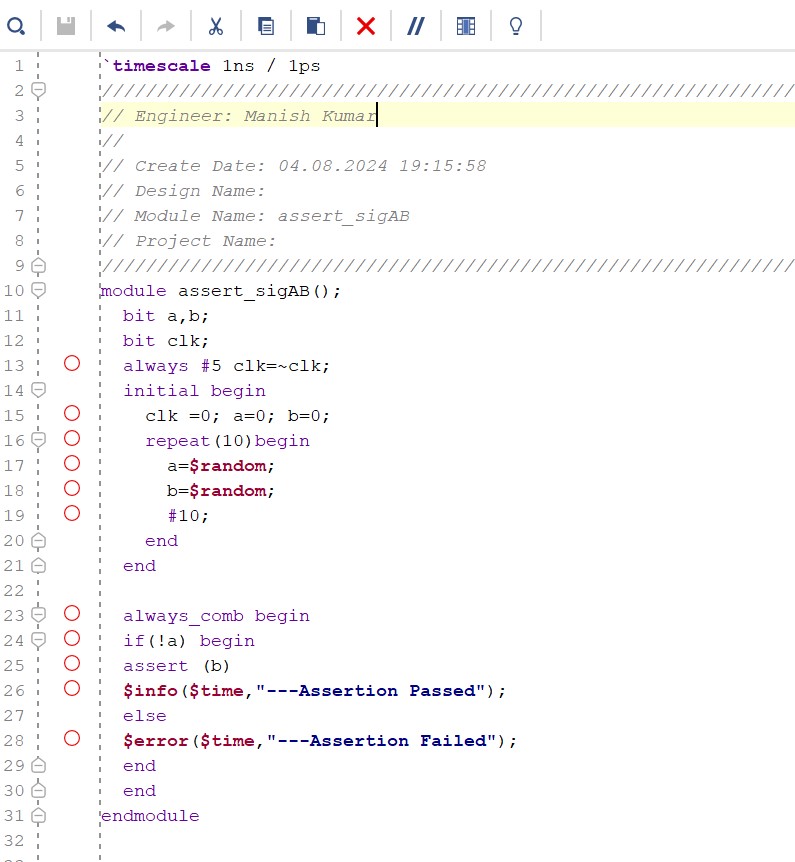 1 `timescale 1ns / 1ps
2 ///////////////////////////////////////////////////////////////
3 // Engineer: Manish Kumar
4 //
5 // Create Date: 04.08.2024 19:15:58
6 // Design Name:
7 // Module Name: assert_sigAB
8 // Project Name:
9 ///////////////////////////////////////////////////////////////
10 module assert_sigAB();
11 bit a,b;
12 bit clk;
13 always #5 clk=~clk;
14 initial begin
15 clk =0; a=0; b=0;
16 repeat(10)begin
17 a=$random;
18 b=$random;
19 #10;
20 end
21 end
22
23 always_comb begin
24 if(!a) begin
25 assert (b)
26 $info($time,"---Assertion Passed");
27 else
28 $error($time,"---Assertion Failed");
29 end
30 end
31 endmodule
32